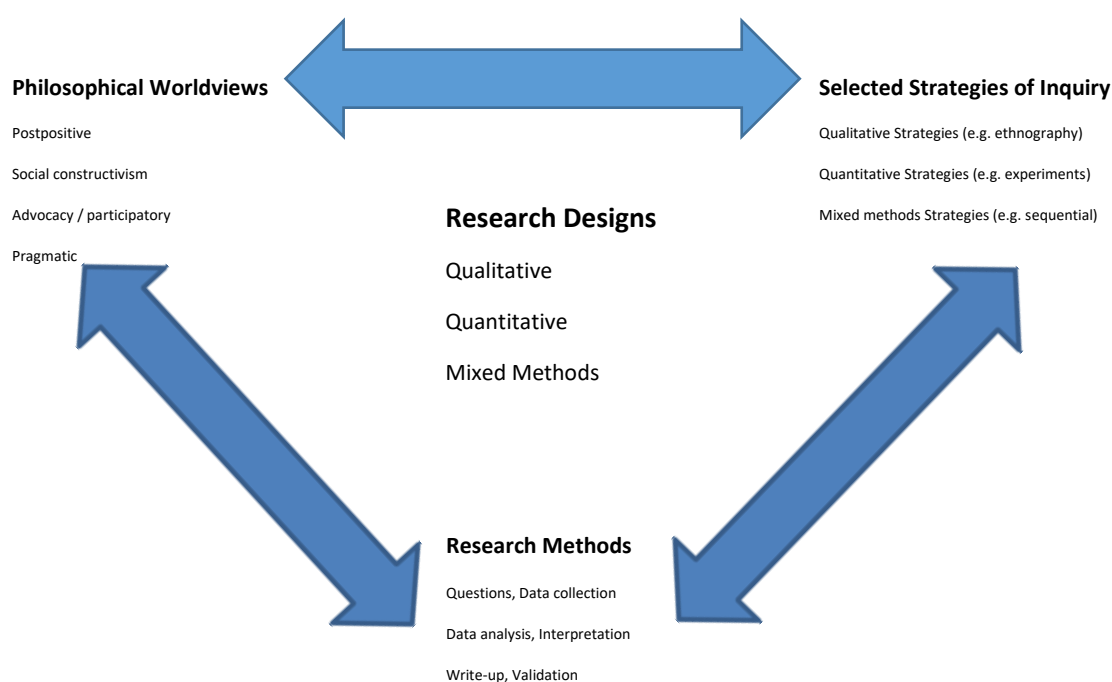 Philosophical Worldviews
Postpositive
Social constructivism
Advocacy / participatory
Pragmatic
Selected Strategies of Inquiry
Qualitative Strategies (e.g. ethnography)
Quantitative Strategies (e.g. experiments)
Mixed methods Strategies (e.g. sequential)
Research Designs
Qualitative
Quantitative
Mixed Methods
Research Methods
Questions, Data collection
Data analysis, Interpretation
Write-up, Validation